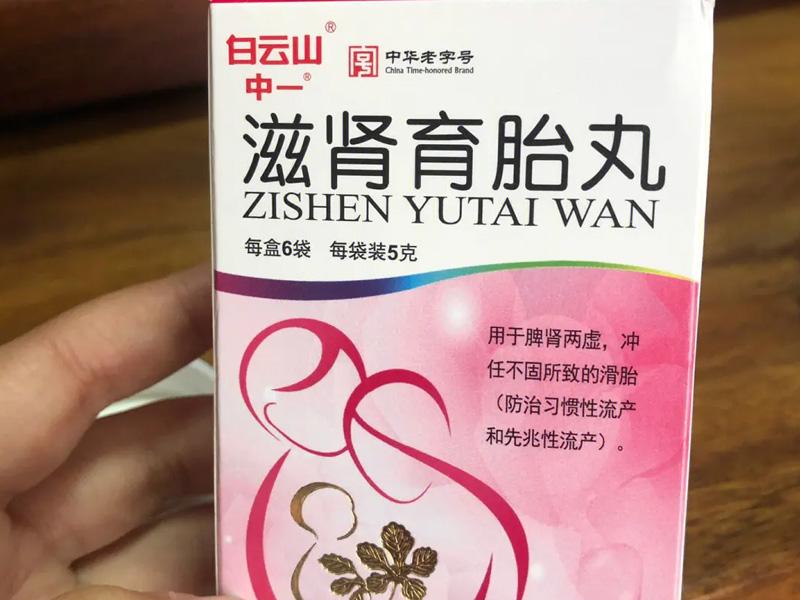 白云山®
中一®
中华老字号
China Time-honored Brand
滋肾育胎丸
ZISHEN YUTAI WAN
每盒6袋 每袋装5克
用于脾肾两虚，冲
任不固所致的滑胎
（防治习惯性流产
和先兆性流产）。